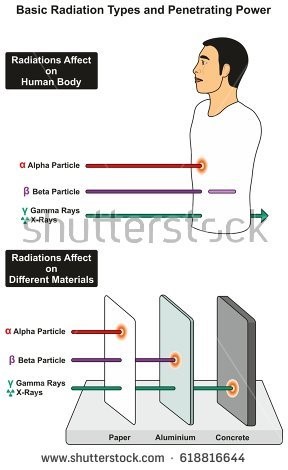 Basic Radiation Types and Penetrating Power
Radiations Affect
on
Human Body
α Alpha Particle
β Beta Particle
γ Gamma Rays
X-Rays
shutterstock
Radiations Affect
on
Different Materials
α Alpha Particle
β Beta Particle
γ Gamma Rays
X-Rays
Paper
Aluminium
Concrete
www.shutterstock.com · 618816644